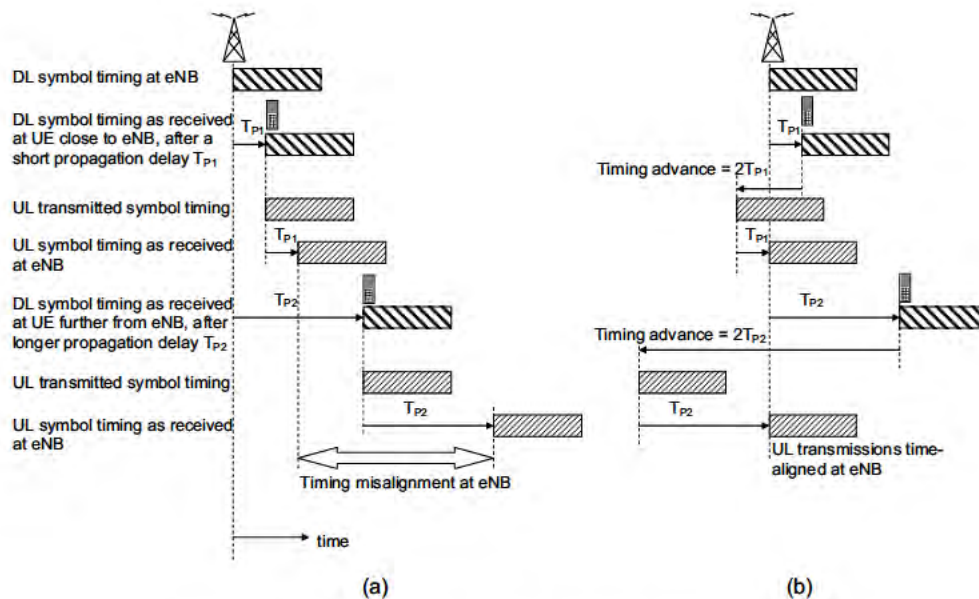 DL symbol timing at eNB
DL symbol timing as received
at UE close to eNB, after a
short propagation delay TP1
TP1
TP1
Timing advance = 2TP1
UL transmitted symbol timing
UL symbol timing as received
at eNB
TP1
TP1
DL symbol timing as received
at UE further from eNB, after
longer propagation delay TP2
TP2
TP2
Timing advance = 2TP2
UL transmitted symbol timing
UL symbol timing as received
at eNB
TP2
TP2
Timing misalignment at eNB
UL transmissions time-
aligned at eNB
time
(a)
(b)